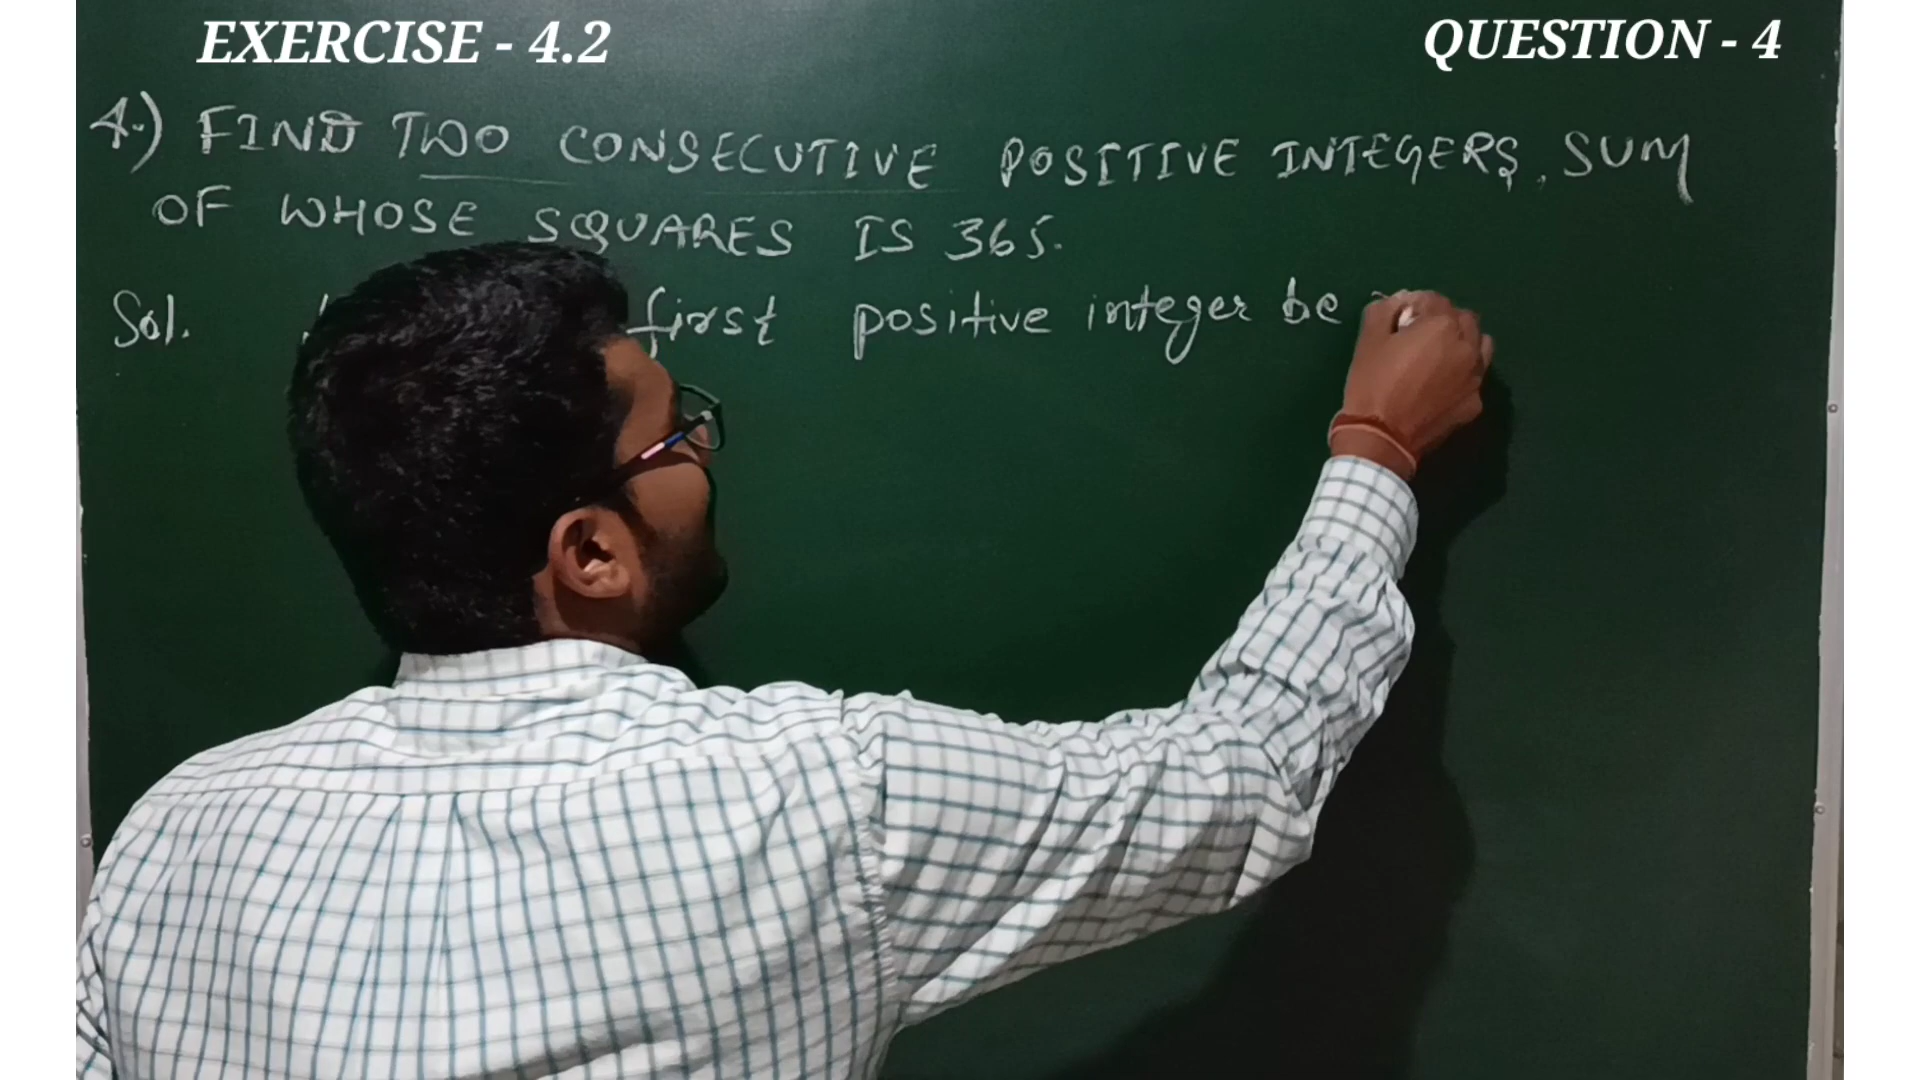 EXERCISE - 4.2
QUESTION - 4
4.) FIND TWO CONSECUTIVE POSITIVE INTEGERS, SUM
OF WHOSE SQUARES IS 365.
Sol. first positive integer be